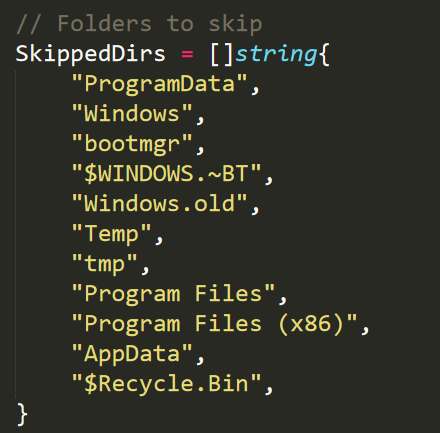 // Folders to skip
SkippedDirs = []string{
    "ProgramData",
    "Windows",
    "bootmgr",
    "$WINDOWS.~BT",
    "Windows.old",
    "Temp",
    "tmp",
    "Program Files",
    "Program Files (x86)",
    "AppData",
    "$Recycle.Bin",
}